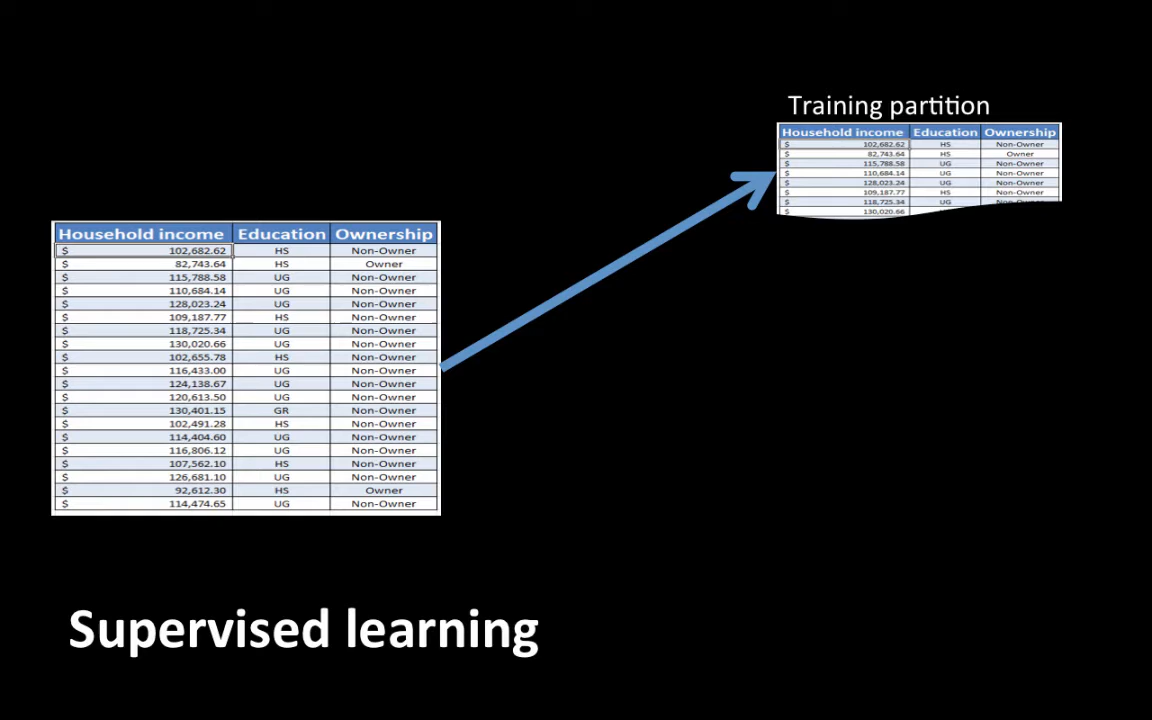 Training partition
Household income Education Ownership
$ 102,682.62 HS Non-Owner
$ 82,743.64 HS Owner
$ 115,788.58 UG Non-Owner
$ 110,684.14 UG Non-Owner
$ 128,023.24 UG Non-Owner
$ 109,187.77 HS Non-Owner
$ 118,725.34 UG Non-Owner
$ 130,020.66
Household income Education Ownership
$ 102,682.62 HS Non-Owner
$ 82,743.64 HS Owner
$ 115,788.58 UG Non-Owner
$ 110,684.14 UG Non-Owner
$ 128,023.24 UG Non-Owner
$ 109,187.77 HS Non-Owner
$ 118,725.34 UG Non-Owner
$ 130,020.66 UG Non-Owner
$ 102,655.78 HS Non-Owner
$ 116,433.00 UG Non-Owner
$ 124,138.67 UG Non-Owner
$ 120,613.50 UG Non-Owner
$ 130,401.15 GR Non-Owner
$ 102,491.28 HS Non-Owner
$ 114,404.60 UG Non-Owner
$ 116,806.12 UG Non-Owner
$ 107,562.10 HS Non-Owner
$ 126,681.10 UG Non-Owner
$ 92,612.30 HS Owner
$ 114,474.65 UG Non-Owner
Supervised learning